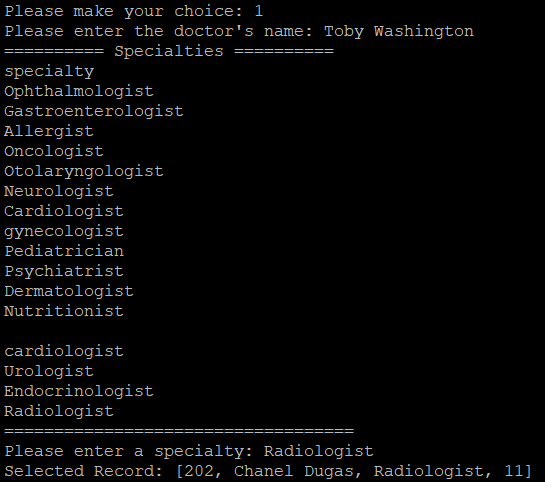 Please make your choice: 1
Please enter the doctor's name: Toby Washington
========== Specialties ==========
specialty
Ophthalmologist
Gastroenterologist
Allergist
Oncologist
Otolaryngologist
Neurologist
Cardiologist
gynecologist
Pediatrician
Psychiatrist
Dermatologist
Nutritionist

cardiologist
Urologist
Endocrinologist
Radiologist
===================================
Please enter a specialty: Radiologist
Selected Record: [202, Chanel Dugas, Radiologist, 11]